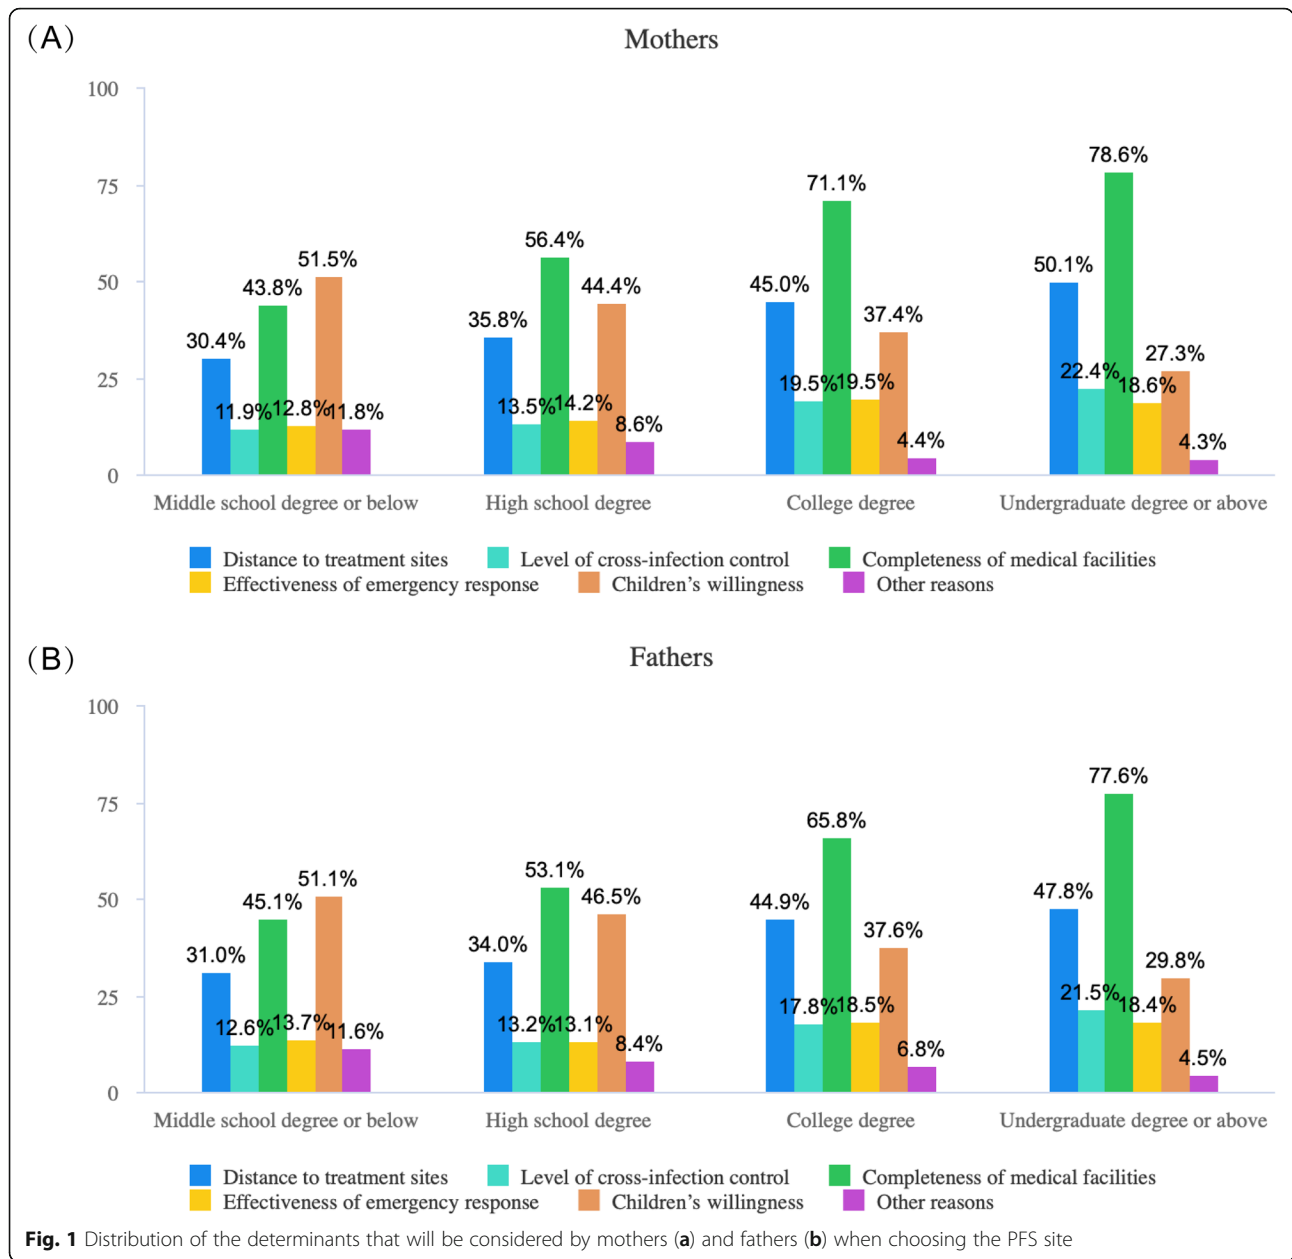 (A)
Mothers
100
75
50
25
0
30.4%
11.9%
43.8%
12.8%
51.5%
11.8%
35.8%
13.5%
56.4%
14.2%
44.4%
8.6%
45.0%
19.5%
71.1%
19.5%
37.4%
4.4%
50.1%
22.4%
78.6%
18.6%
27.3%
4.3%
Middle school degree or below
High school degree
College degree
Undergraduate degree or above
Distance to treatment sites
Level of cross-infection control
Completeness of medical facilities
Effectiveness of emergency response
Children's willingness
Other reasons
(B)
Fathers
100
75
50
25
0
31.0%
12.6%
45.1%
13.7%
51.1%
11.6%
34.0%
13.2%
53.1%
13.1%
46.5%
8.4%
44.9%
17.8%
65.8%
18.5%
37.6%
6.8%
47.8%
21.5%
77.6%
18.4%
29.8%
4.5%
Middle school degree or below
High school degree
College degree
Undergraduate degree or above
Distance to treatment sites
Level of cross-infection control
Completeness of medical facilities
Effectiveness of emergency response
Children's willingness
Other reasons
Fig. 1 Distribution of the determinants that will be considered by mothers (a) and fathers (b) when choosing the PFS site